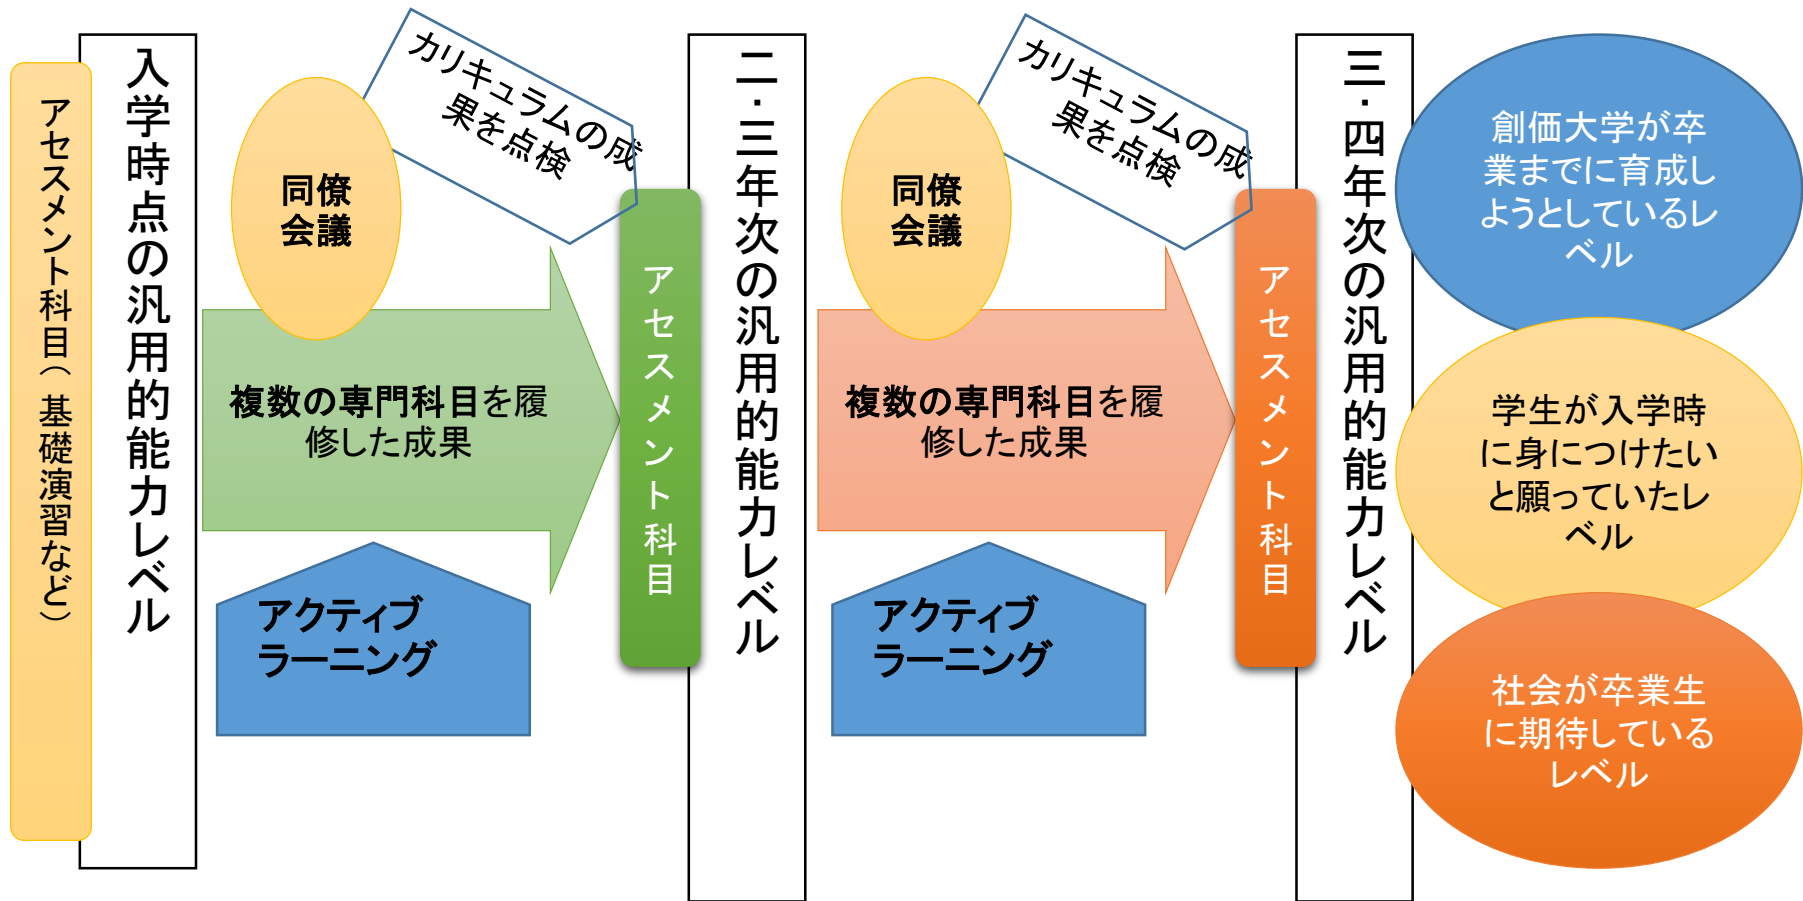 アセスメント科目（基礎演習など）
入学時点の汎用的能力レベル
同僚
会議
カリキュラムの成
果を点検
複数の専門科目を履
修した成果
アクティブ
ラーニング
アセスメント科目
二・三年次の汎用的能力レベル
同僚
会議
カリキュラムの成
果を点検
複数の専門科目を履
修した成果
アクティブ
ラーニング
アセスメント科目
三・四年次の汎用的能力レベル
創価大学が卒
業までに育成し
ようとしているレ
ベル
学生が入学時
に身につけたい
と願っていたレ
ベル
社会が卒業生
に期待している
レベル